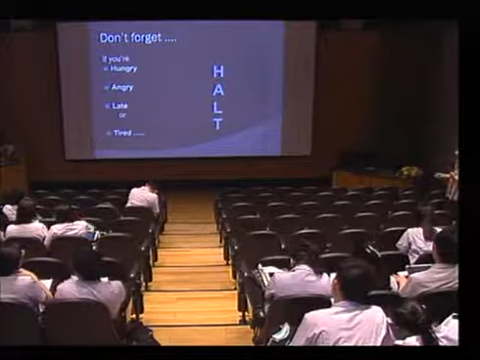 Don't forget ....
If you're
Hungry
Angry
Late
or
Tired .....
H
A
L
T